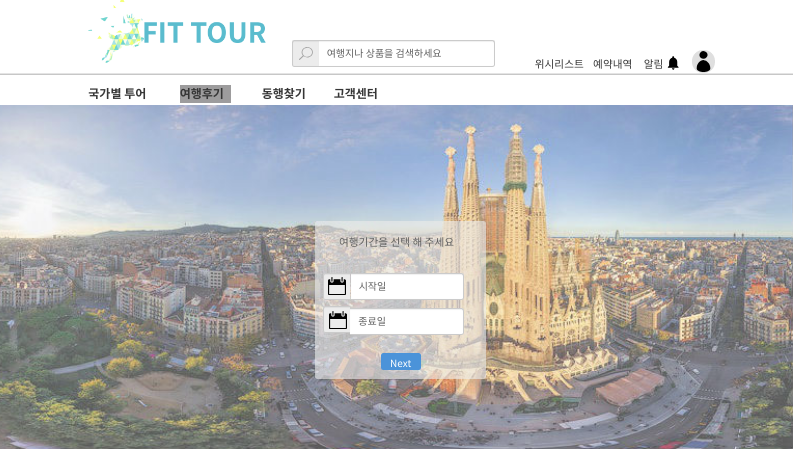 FIT TOUR
여행지나 상품을 검색하세요
위시리스트 예약내역 알림
국가별 투어 여행후기 동행찾기 고객센터
여행기간을 선택 해 주세요
시작일
종료일
Next